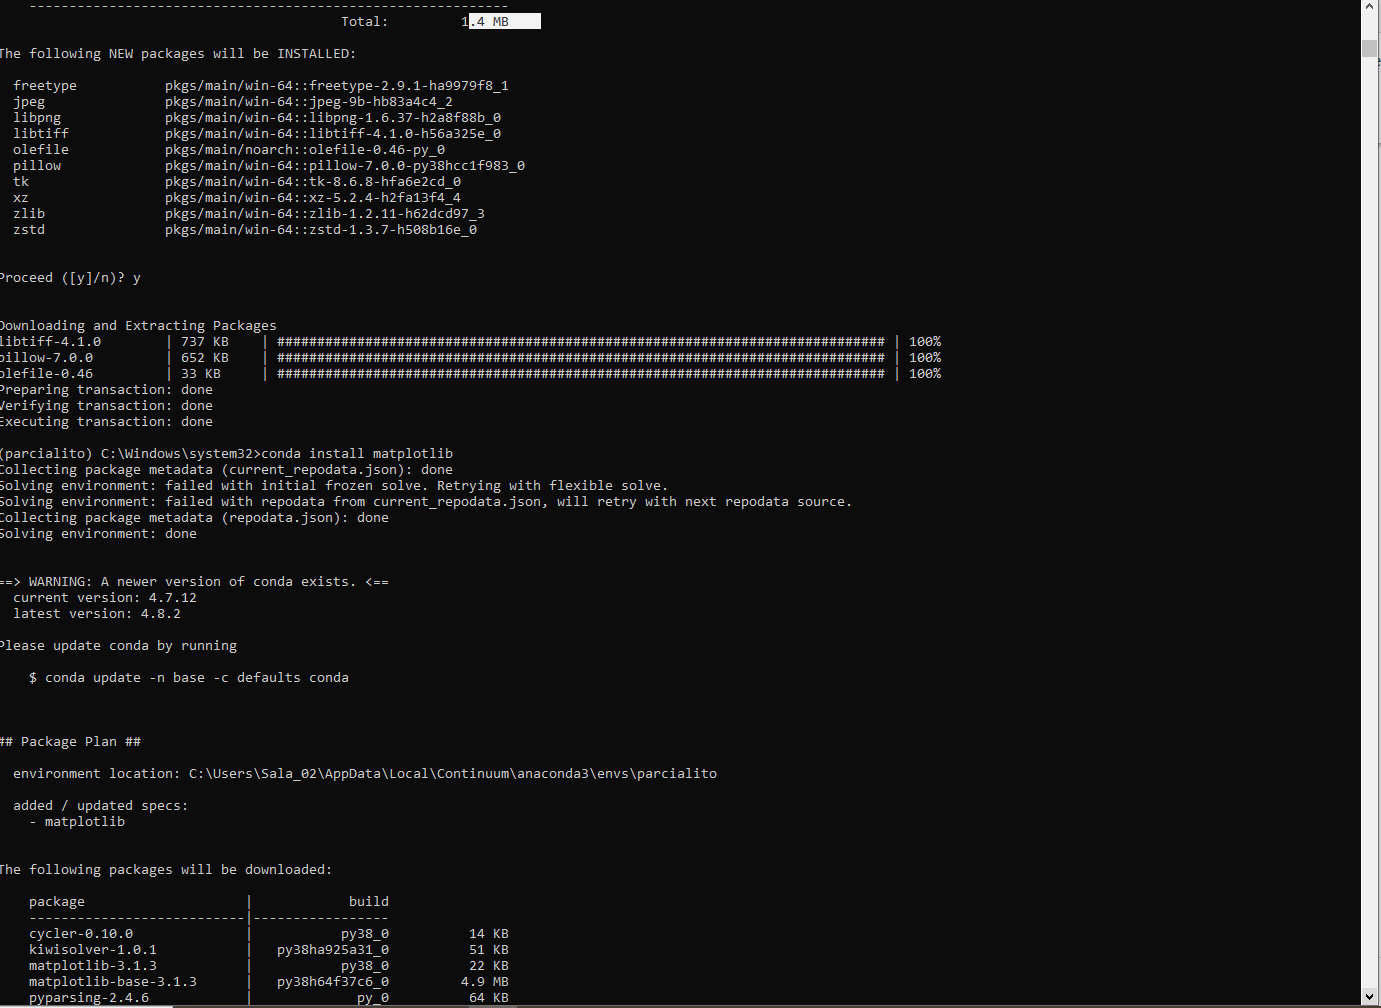 ------------------------------------------------------------
Total: 1.4 MB
The following NEW packages will be INSTALLED:
freetype pkgs/main/win-64::freetype-2.9.1-ha9979f8_1
jpeg pkgs/main/win-64::jpeg-9b-hb83a4c4_2
libpng pkgs/main/win-64::libpng-1.6.37-h2a8f88b_0
libtiff pkgs/main/win-64::libtiff-4.1.0-h56a325e_0
olefile pkgs/main/noarch::olefile-0.46-py_0
pillow pkgs/main/win-64::pillow-7.0.0-py38hcc1f983_0
tk pkgs/main/win-64::tk-8.6.8-hfa6e2cd_0
xz pkgs/main/win-64::xz-5.2.4-h2fa13f4_4
zlib pkgs/main/win-64::zlib-1.2.11-h62dcd97_3
zstd pkgs/main/win-64::zstd-1.3.7-h508b16e_0
Proceed ([y]/n)? y
Downloading and Extracting Packages
libtiff-4.1.0 | 737 KB | ############################################################################ | 100%
pillow-7.0.0 | 652 KB | ############################################################################ | 100%
olefile-0.46 | 33 KB | ############################################################################ | 100%
Preparing transaction: done
Verifying transaction: done
Executing transaction: done
(parcialito) C:\Windows\system32>conda install matplotlib
Collecting package metadata (current_repodata.json): done
Solving environment: failed with initial frozen solve. Retrying with flexible solve.
Solving environment: failed with repodata from current_repodata.json, will retry with next repodata source.
Collecting package metadata (repodata.json): done
Solving environment: done
==> WARNING: A newer version of conda exists. <==
current version: 4.7.12
latest version: 4.8.2
Please update conda by running
$ conda update -n base -c defaults conda
## Package Plan ##
environment location: C:\Users\Sala_02\AppData\Local\Continuum\anaconda3\envs\parcialito
added / updated specs:
- matplotlib
The following packages will be downloaded:
package | build
---------------------------|-----------------
cycler-0.10.0 | py38_0 14 KB
kiwisolver-1.0.1 | py38ha925a31_0 51 KB
matplotlib-3.1.3 | py38_0 22 KB
matplotlib-base-3.1.3 | py38h64f37c6_0 4.9 MB
pyparsing-2.4.6 | py_0 64 KB